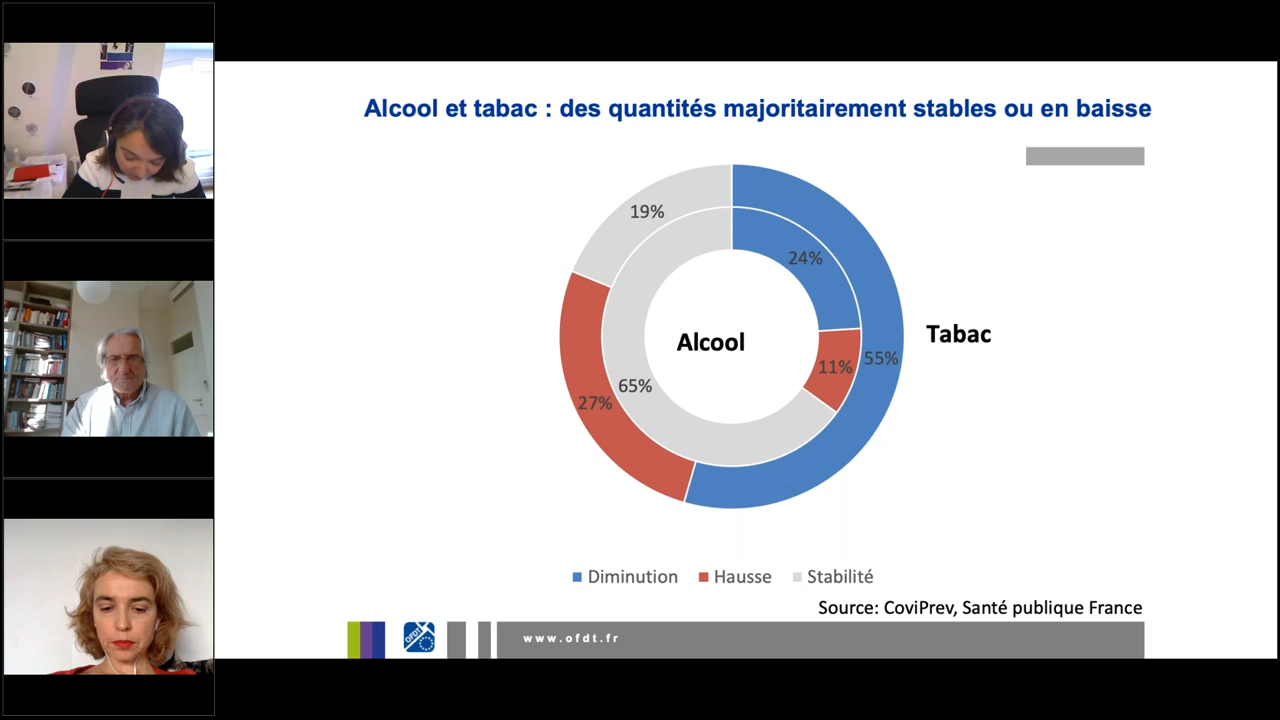 Alcool et tabac : des quantités majoritairement stables ou en baisse
19%
24%
Alcool
Tabac
55%
11%
65%
27%
Diminution Hausse Stabilité
Source: CoviPrev, Santé publique France
OFDT
www.ofdt.fr